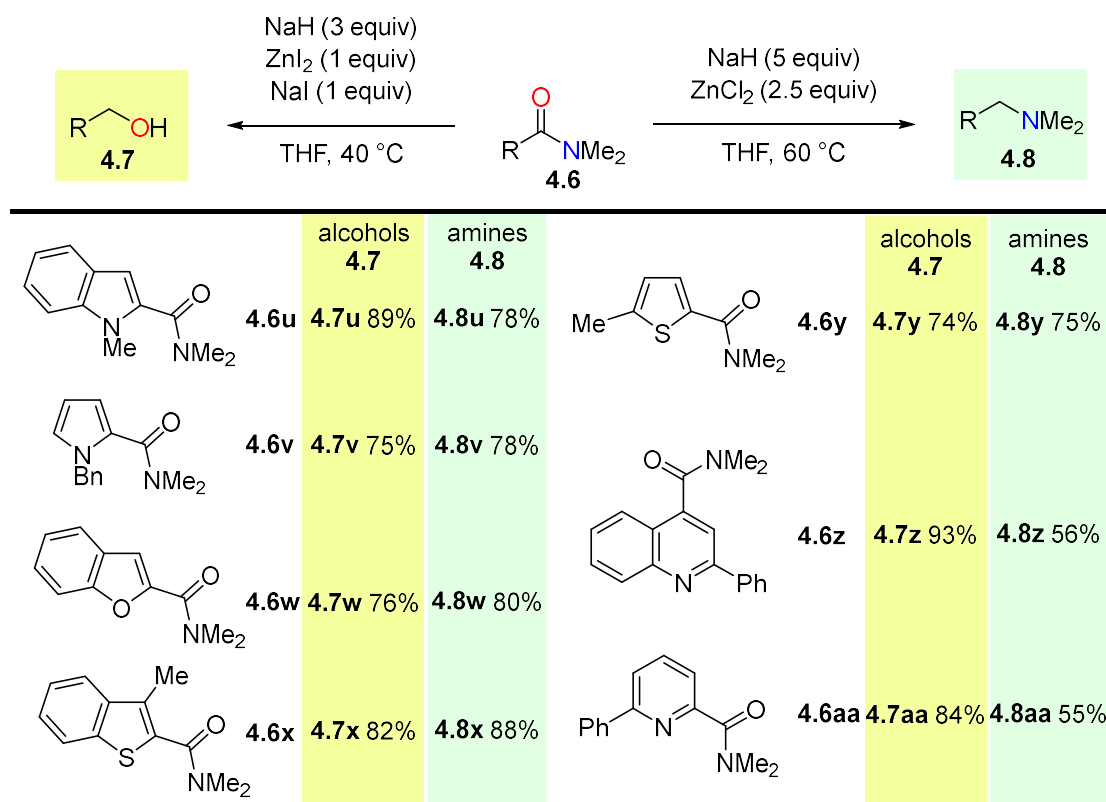 NaH (3 equiv)
ZnI2 (1 equiv)
NaI (1 equiv)
THF, 40 °C
R OH
4.7
O
R NMe2
4.6
NaH (5 equiv)
ZnCl2 (2.5 equiv)
THF, 60 °C
R NMe2
4.8
alcohols amines
4.7 4.8
O
N
Me NMe2
4.6u 4.7u 89% 4.8u 78%
O
N
Bn NMe2
4.6v 4.7v 75% 4.8v 78%
O
O
NMe2
4.6w 4.7w 76% 4.8w 80%
Me
O
S
NMe2
4.6x 4.7x 82% 4.8x 88%
alcohols amines
4.7 4.8
O
Me S
NMe2
4.6y 4.7y 74% 4.8y 75%
O NMe2
N Ph
4.6z 4.7z 93% 4.8z 56%
O
Ph N
NMe2
4.6aa 4.7aa 84% 4.8aa 55%